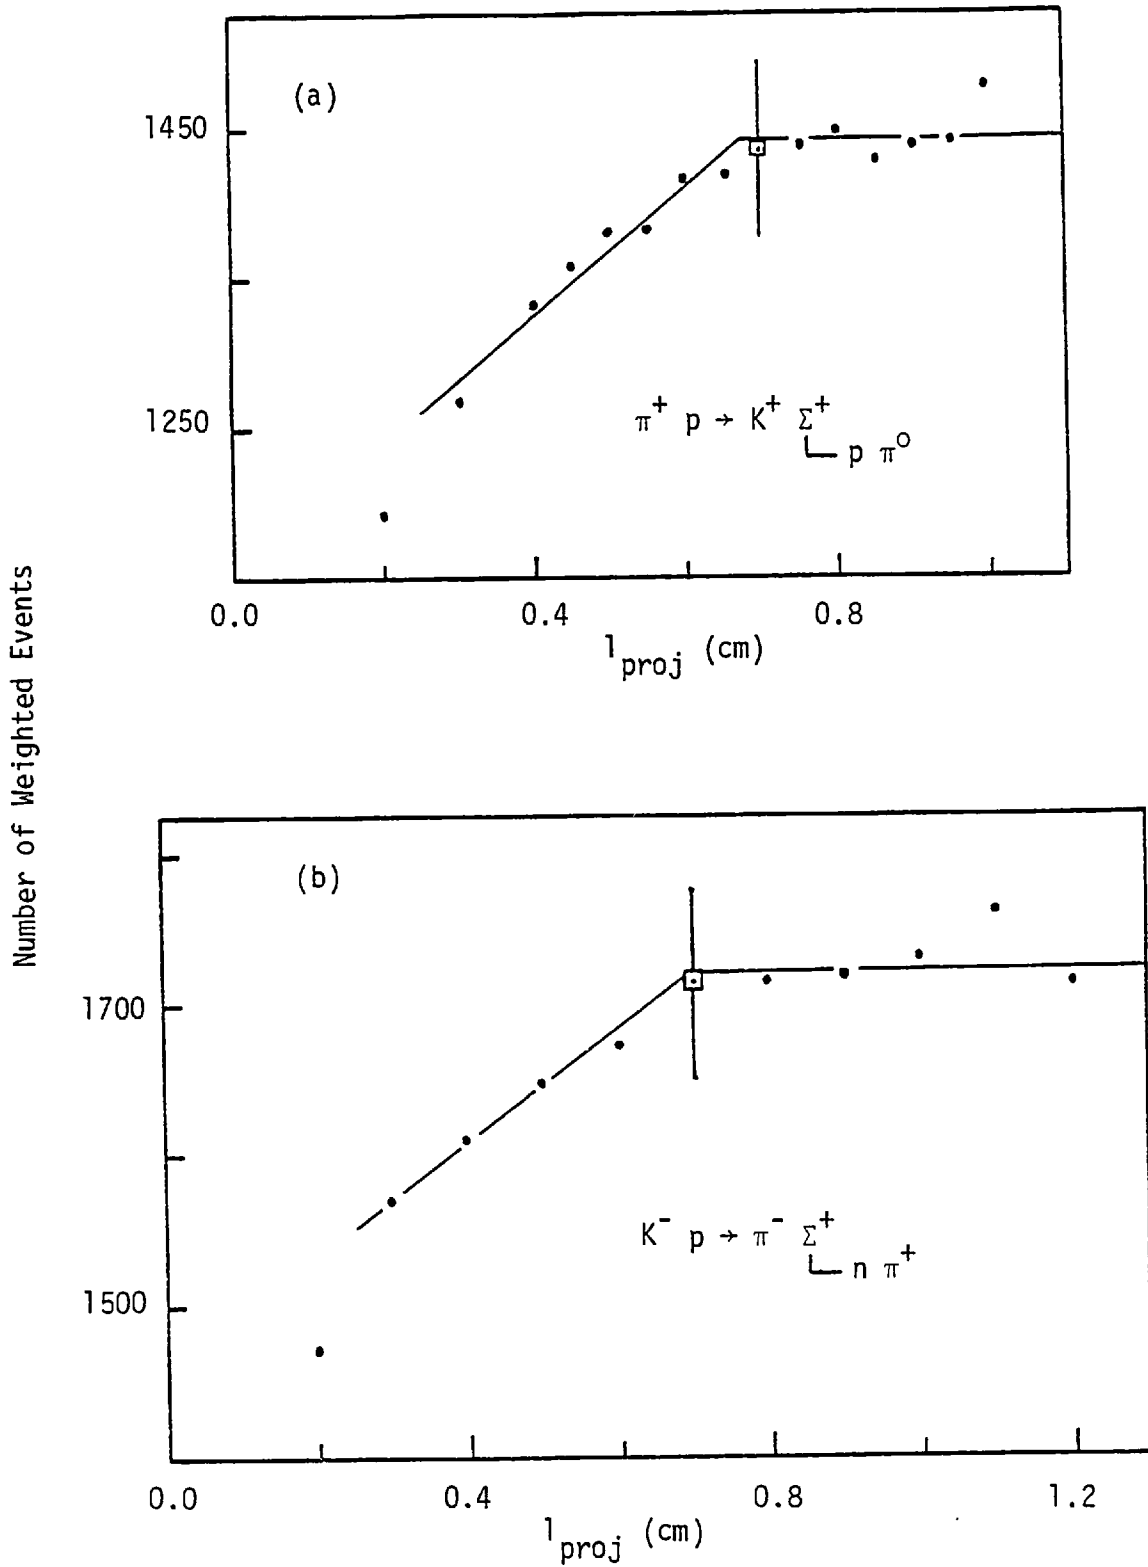 Number of Weighted Events
(a)
1450
1250
π⁺ p → K⁺ Σ⁺
p π⁰
0.0 0.4 0.8
l_proj (cm)
(b)
1700
1500
K⁻ p → π⁻ Σ⁺
n π⁺
0.0 0.4 0.8 1.2
l_proj (cm)